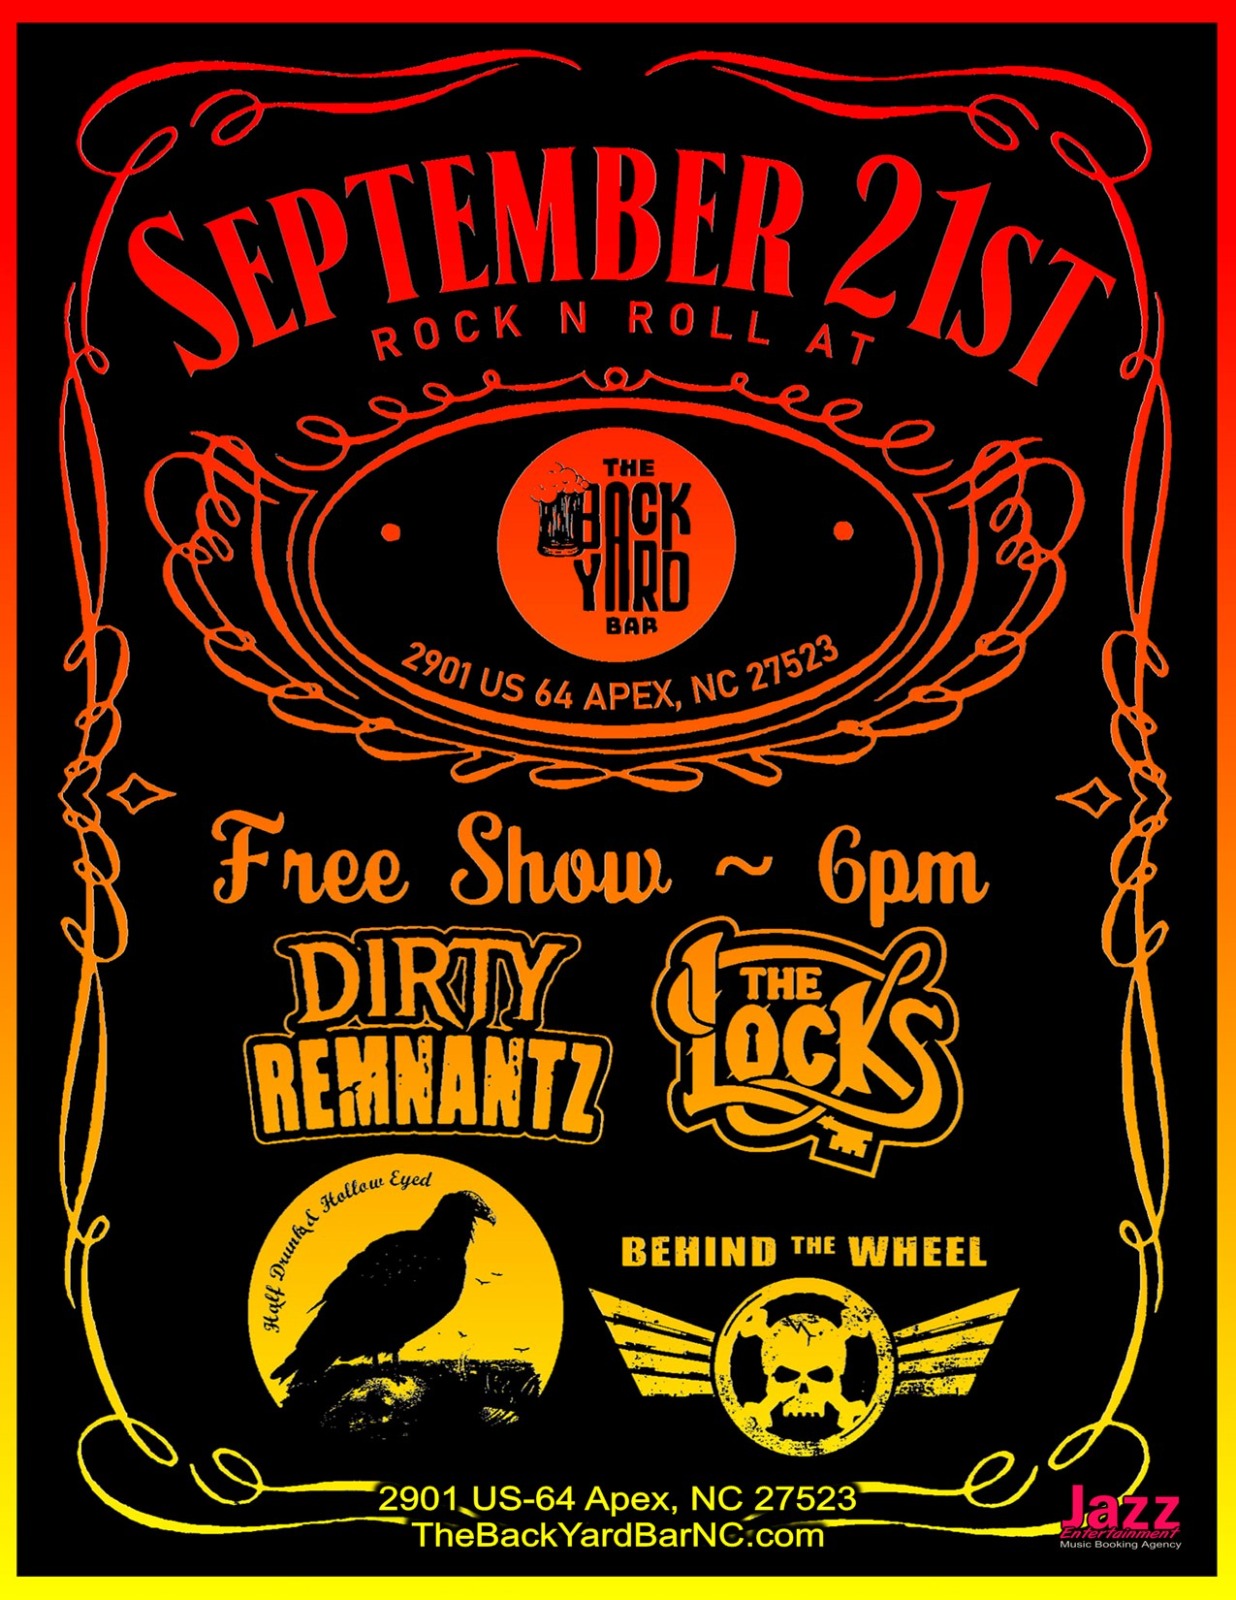 SEPTEMBER 21ST
ROCK N ROLL AT
THE
BACK
YARD
BAR
2901 US 64 APEX, NC 27523
Free Show ~ 6pm
DIRTY
REMNANTZ
THE
LOCKS
Half Drunk & Hollow Eyed
BEHIND THE WHEEL
2901 US-64 Apex, NC 27523
TheBackYardBarNC.com
Jazz
Entertainment
Music Booking Agency